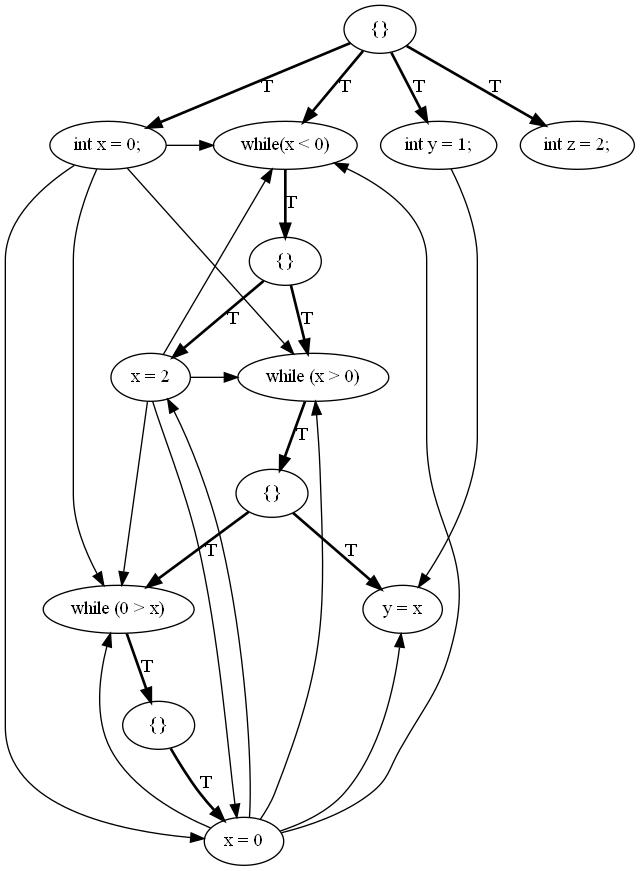 {}
T
T
T
T
int x = 0;
while(x < 0)
int y = 1;
int z = 2;
T
{}
T
T
x = 2
while (x > 0)
T
{}
T
T
while (0 > x)
y = x
T
{}
T
x = 0